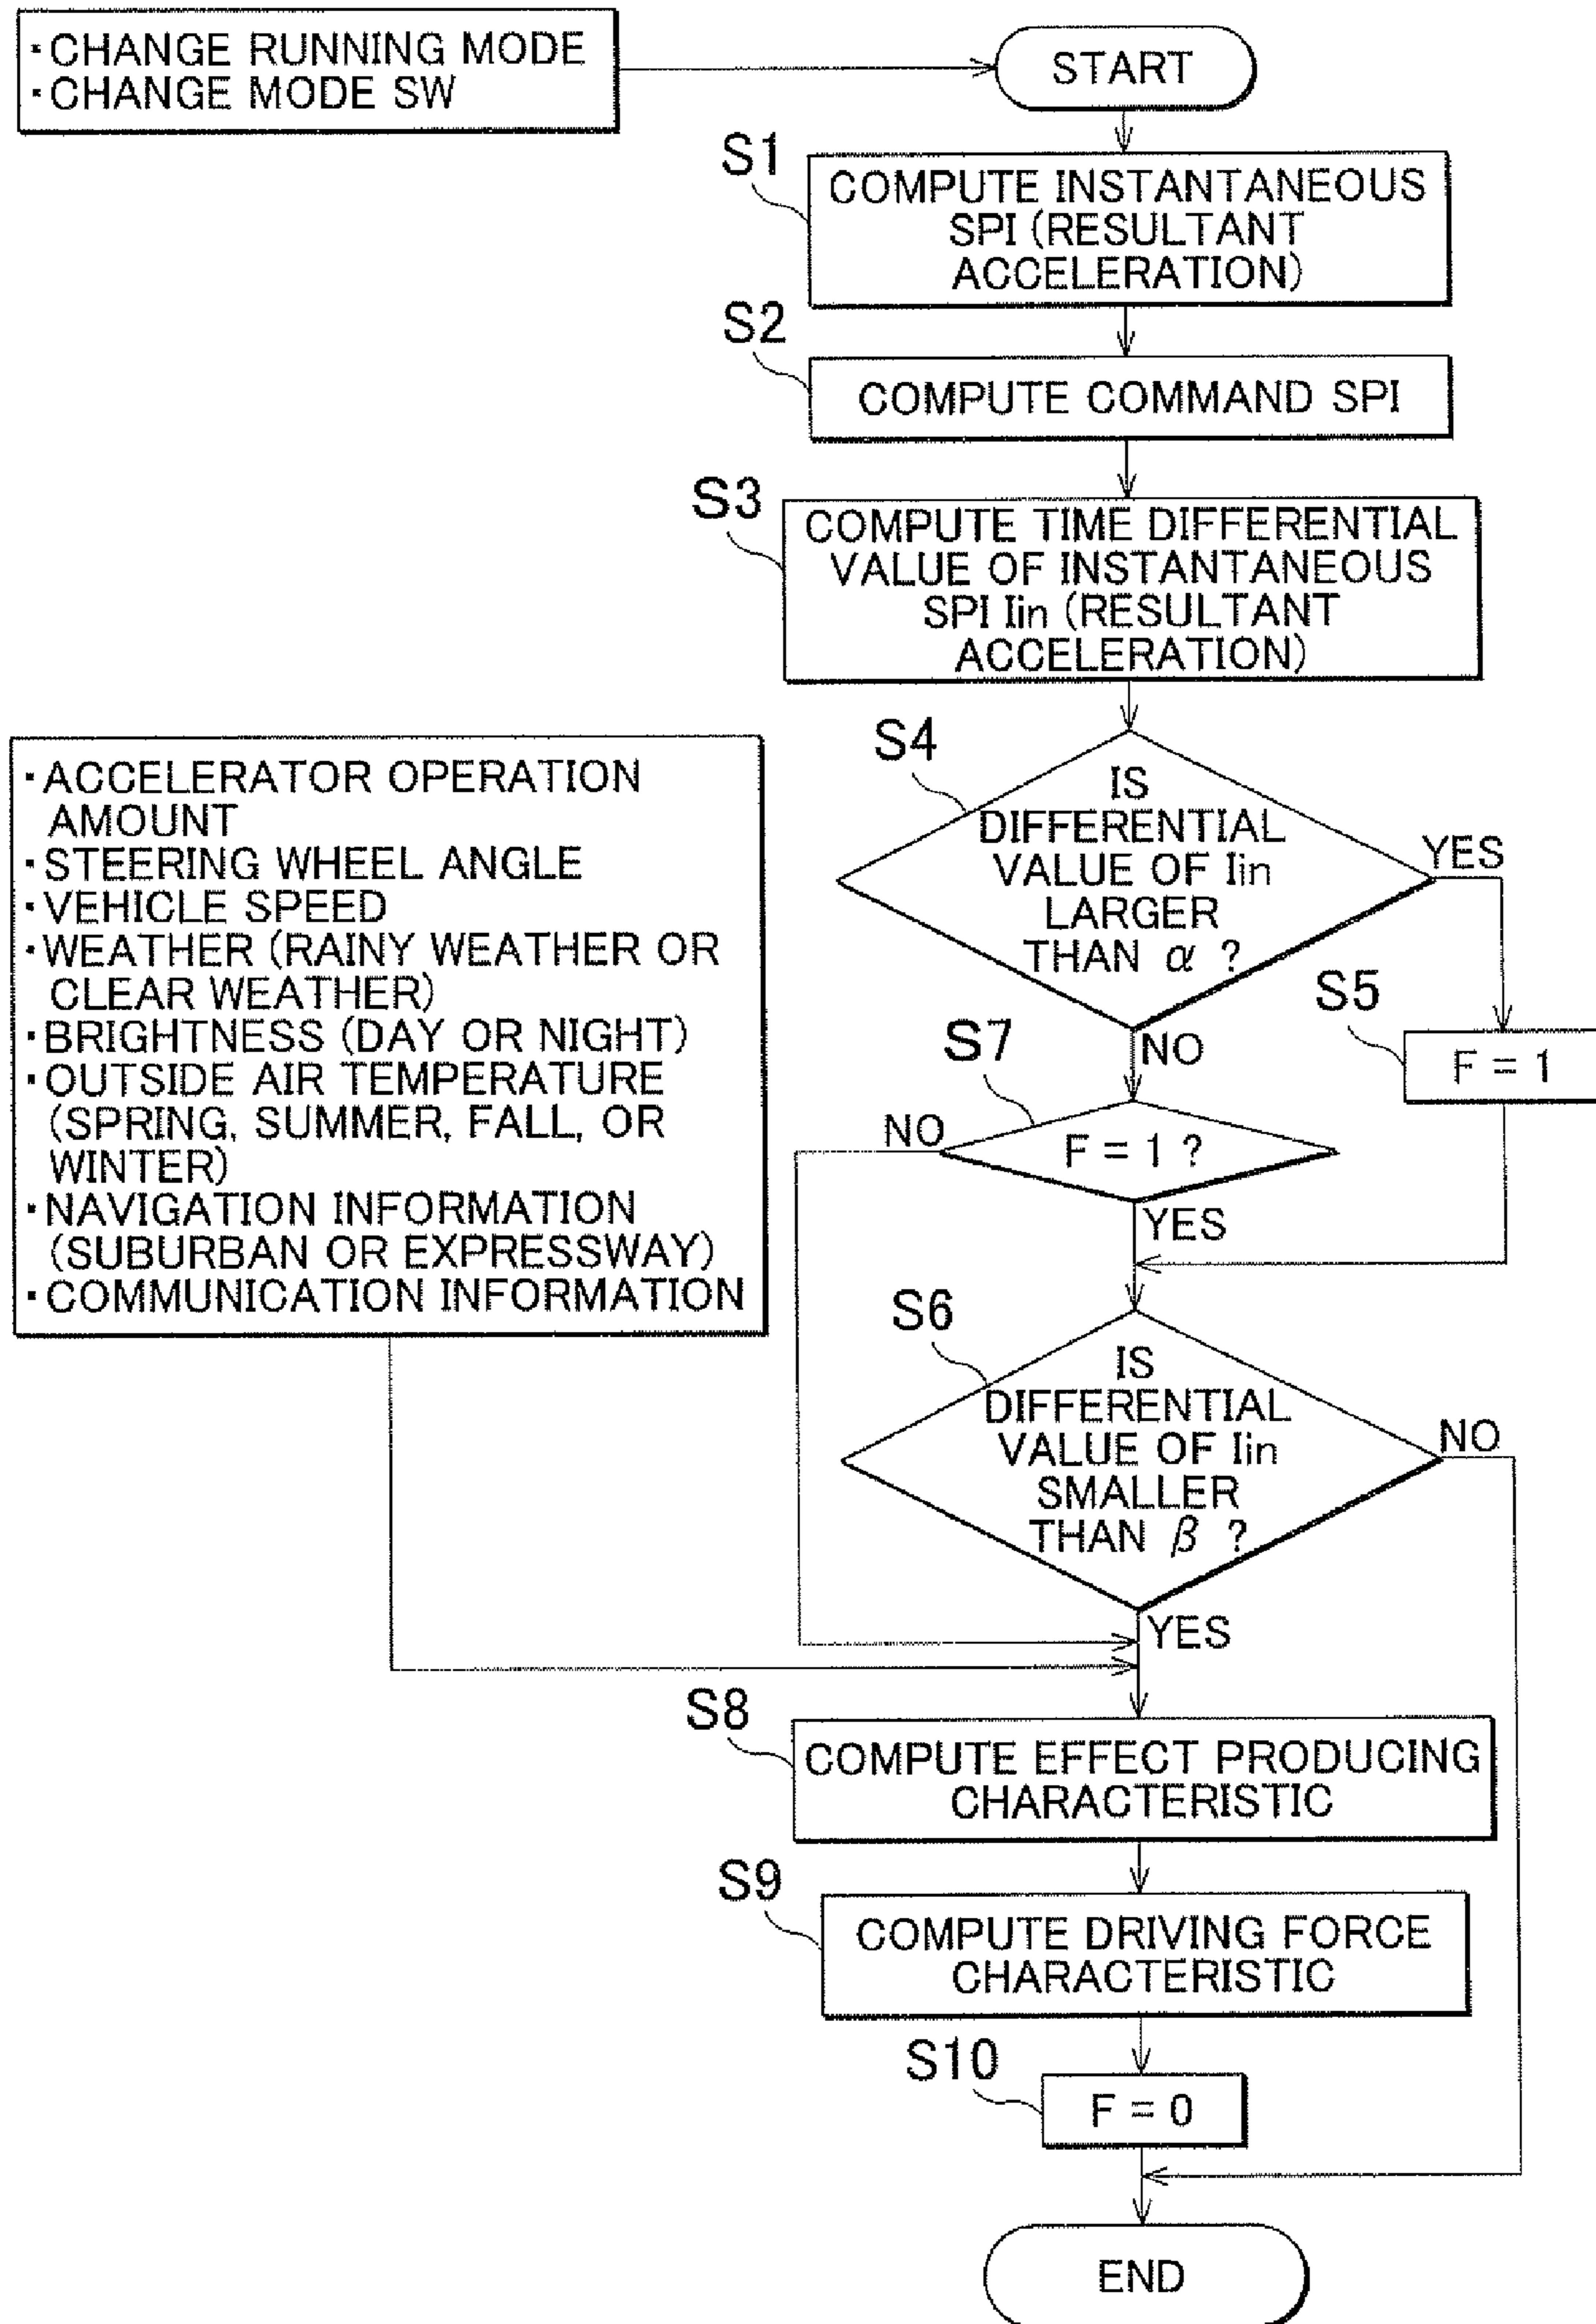 ・CHANGE RUNNING MODE
・CHANGE MODE SW
START
S1
COMPUTE INSTANTANEOUS
SPI (RESULTANT
ACCELERATION)
S2
COMPUTE COMMAND SPI
S3
COMPUTE TIME DIFFERENTIAL
VALUE OF INSTANTANEOUS
SPI Iin (RESULTANT
ACCELERATION)
S4
IS
DIFFERENTIAL
VALUE OF Iin
LARGER
THAN α ?
YES
NO
S5
F = 1
S7
F = 1 ?
NO
YES
・ACCELERATOR OPERATION
AMOUNT
・STEERING WHEEL ANGLE
・VEHICLE SPEED
・WEATHER (RAINY WEATHER OR
CLEAR WEATHER)
・BRIGHTNESS (DAY OR NIGHT)
・OUTSIDE AIR TEMPERATURE
(SPRING, SUMMER, FALL, OR
WINTER)
・NAVIGATION INFORMATION
(SUBURBAN OR EXPRESSWAY)
・COMMUNICATION INFORMATION
S6
IS
DIFFERENTIAL
VALUE OF Iin
SMALLER
THAN β ?
NO
YES
S8
COMPUTE EFFECT PRODUCING
CHARACTERISTIC
S9
COMPUTE DRIVING FORCE
CHARACTERISTIC
S10
F = 0
END